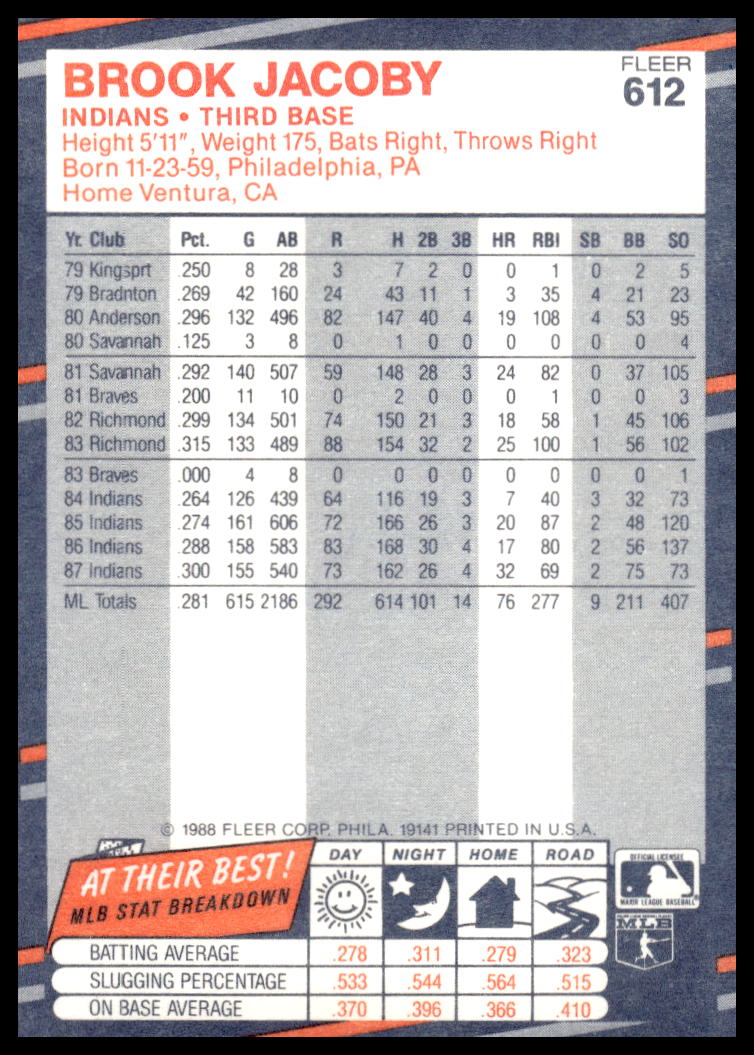 BROOK JACOBY
INDIANS • THIRD BASE
Height 5'11", Weight 175, Bats Right, Throws Right
Born 11-23-59, Philadelphia, PA
Home Ventura, CA
FLEER
612
Yr. Club Pct. G AB R H 2B 3B HR RBI SB BB SO
79 Kingsprt .250 8 28 3 7 2 0 0 1 0 2 5
79 Bradnton .269 42 160 24 43 11 1 3 35 4 21 23
80 Anderson .296 132 496 82 147 40 4 19 108 4 53 95
80 Savannah .125 3 8 0 1 0 0 0 0 0 0 4
81 Savannah .292 140 507 59 148 28 3 24 82 0 37 105
81 Braves .200 11 10 0 2 0 0 0 1 0 0 3
82 Richmond .299 134 501 74 150 21 3 18 58 1 45 106
83 Richmond .315 133 489 88 154 32 2 25 100 1 56 102
83 Braves .000 4 8 0 0 0 0 0 0 0 0 1
84 Indians .264 126 439 64 116 19 3 7 40 3 32 73
85 Indians .274 161 606 72 166 26 3 20 87 2 48 120
86 Indians .288 158 583 83 168 30 4 17 80 2 56 137
87 Indians .300 155 540 73 162 26 4 32 69 2 75 73
ML Totals .281 615 2186 292 614 101 14 76 277 9 211 407
© 1988 FLEER CORP. PHILA. 19141 PRINTED IN U.S.A.
AT THEIR BEST!
MLB STAT BREAKDOWN
DAY NIGHT HOME ROAD
BATTING AVERAGE .278 .311 .279 .323
SLUGGING PERCENTAGE .533 .544 .564 .515
ON BASE AVERAGE .370 .396 .366 .410
OFFICIAL LICENSEE
MAJOR LEAGUE BASEBALL
MAJOR LEAGUE BASEBALL PLAYERS
MLB